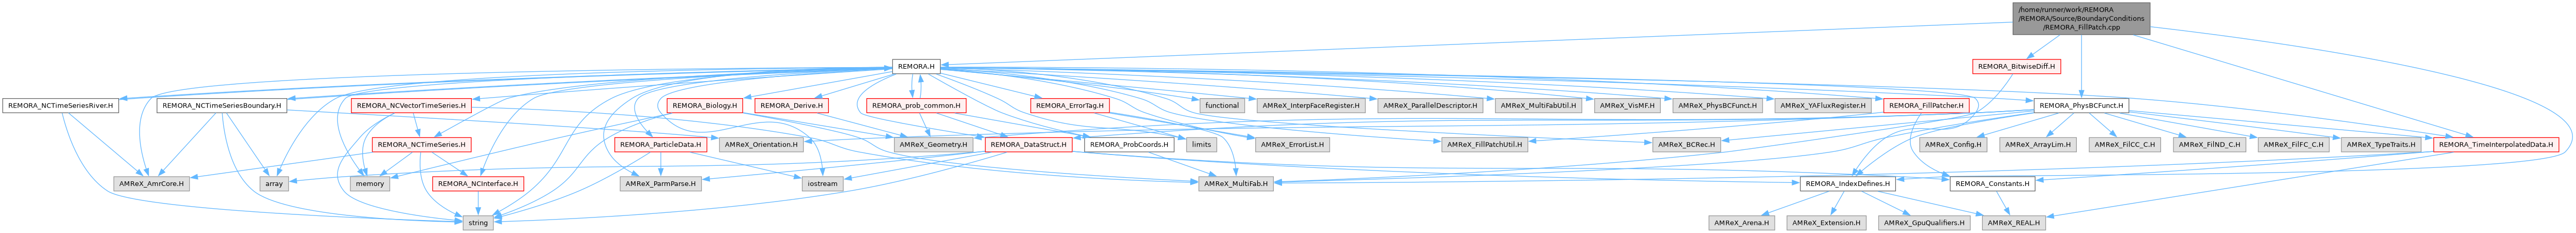 /home/runner/work/REMORA
/REMORA/Source/BoundaryConditions
/REMORA_FillPatch.cpp
REMORA_BitwiseDiff.H
REMORA.H
REMORA_NCTimeSeriesRiver.H
REMORA_NCTimeSeriesBoundary.H
REMORA_NCVectorTimeSeries.H
REMORA_Biology.H
REMORA_Derive.H
REMORA_prob_common.H
REMORA_ErrorTag.H
functional
AMReX_InterpFaceRegister.H
AMReX_ParallelDescriptor.H
AMReX_MultiFabUtil.H
AMReX_VisMF.H
AMReX_PhysBCFunct.H
AMReX_YAFluxRegister.H
REMORA_FillPatcher.H
REMORA_PhysBCFunct.H
REMORA_NCTimeSeries.H
REMORA_ParticleData.H
AMReX_Orientation.H
AMReX_Geometry.H
REMORA_DataStruct.H
REMORA_ProbCoords.H
limits
AMReX_ErrorList.H
AMReX_FillPatchUtil.H
AMReX_BCRec.H
AMReX_Config.H
AMReX_ArrayLim.H
AMReX_FilCC_C.H
AMReX_FilND_C.H
AMReX_FilFC_C.H
AMReX_TypeTraits.H
REMORA_TimeInterpolatedData.H
AMReX_AmrCore.H
array
memory
REMORA_NCInterface.H
AMReX_ParmParse.H
iostream
AMReX_MultiFab.H
REMORA_IndexDefines.H
REMORA_Constants.H
string
AMReX_Arena.H
AMReX_Extension.H
AMReX_GpuQualifiers.H
AMReX_REAL.H